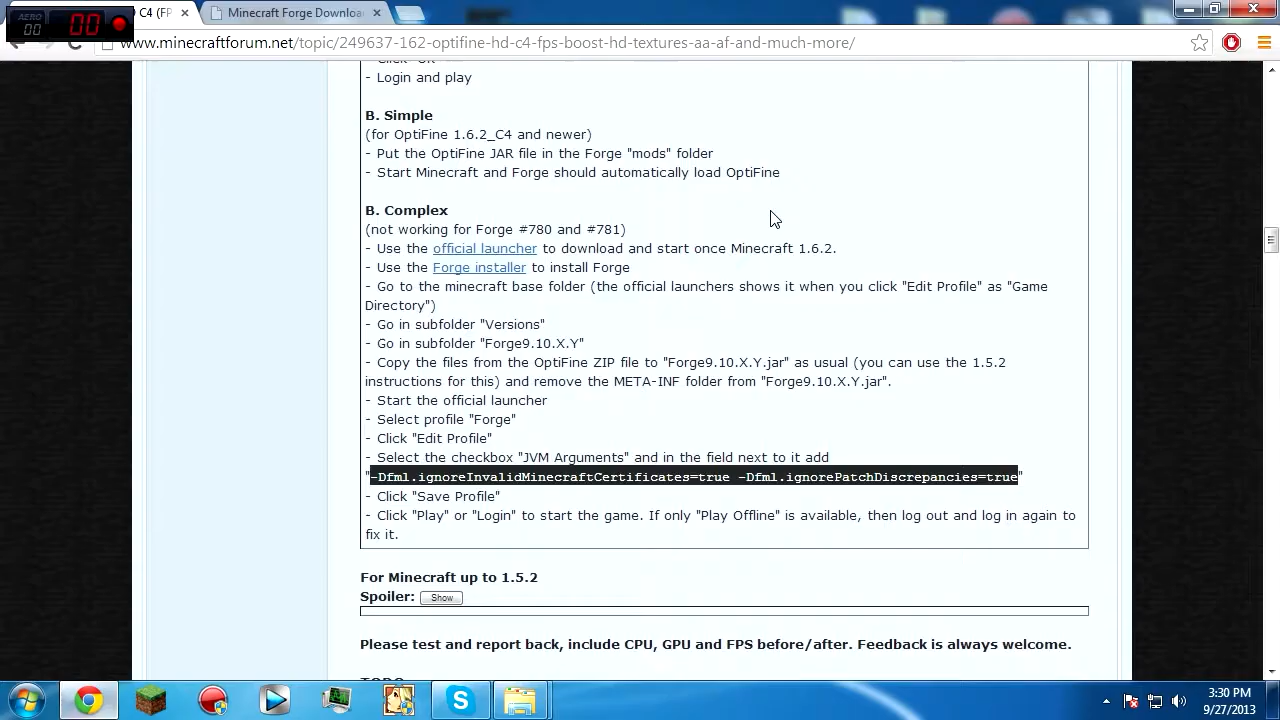 AERO
00
00
C4 (FP
Minecraft Forge Downloa
www.minecraftforum.net/topic/249637-162-optifine-hd-c4-fps-boost-hd-textures-aa-af-and-much-more/
- Login and play
B. Simple
(for OptiFine 1.6.2_C4 and newer)
- Put the OptiFine JAR file in the Forge "mods" folder
- Start Minecraft and Forge should automatically load OptiFine
B. Complex
(not working for Forge #780 and #781)
- Use the official launcher to download and start once Minecraft 1.6.2.
- Use the Forge installer to install Forge
- Go to the minecraft base folder (the official launchers shows it when you click "Edit Profile" as "Game
Directory")
- Go in subfolder "Versions"
- Go in subfolder "Forge9.10.X.Y"
- Copy the files from the OptiFine ZIP file to "Forge9.10.X.Y.jar" as usual (you can use the 1.5.2
instructions for this) and remove the META-INF folder from "Forge9.10.X.Y.jar".
- Start the official launcher
- Select profile "Forge"
- Click "Edit Profile"
- Select the checkbox "JVM Arguments" and in the field next to it add
"-Dfml.ignoreInvalidMinecraftCertificates=true -Dfml.ignorePatchDiscrepancies=true"
- Click "Save Profile"
- Click "Play" or "Login" to start the game. If only "Play Offline" is available, then log out and log in again to
fix it.
For Minecraft up to 1.5.2
Spoiler: Show
Please test and report back, include CPU, GPU and FPS before/after. Feedback is always welcome.
3:30 PM
9/27/2013